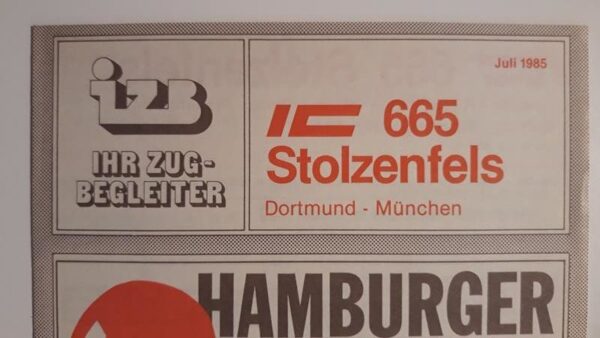 izb
IHR ZUG-
BEGLEITER
Juli 1985
IC 665
Stolzenfels
Dortmund - München
HAMBURGER